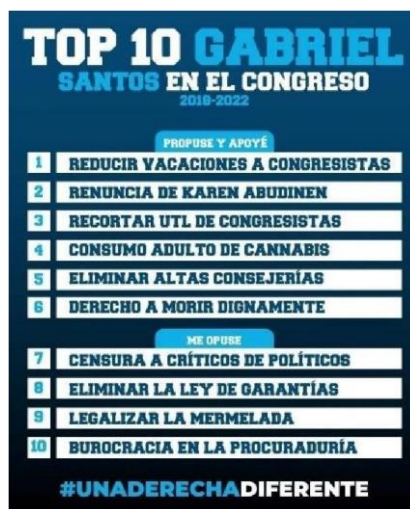 TOP 10 GABRIEL
SANTOS EN EL CONGRESO
2018-2022
PROPUSE Y APOYÉ
1 REDUCIR VACACIONES A CONGRESISTAS
2 RENUNCIA DE KAREN ABUDINEN
3 RECORTAR UTL DE CONGRESISTAS
4 CONSUMO ADULTO DE CANNABIS
5 ELIMINAR ALTAS CONSEJERÍAS
6 DERECHO A MORIR DIGNAMENTE
ME OPUSE
7 CENSURA A CRÍTICOS DE POLÍTICOS
8 ELIMINAR LA LEY DE GARANTÍAS
9 LEGALIZAR LA MERMELADA
10 BUROCRACIA EN LA PROCURADURÍA
#UNADERECHADIFERENTE